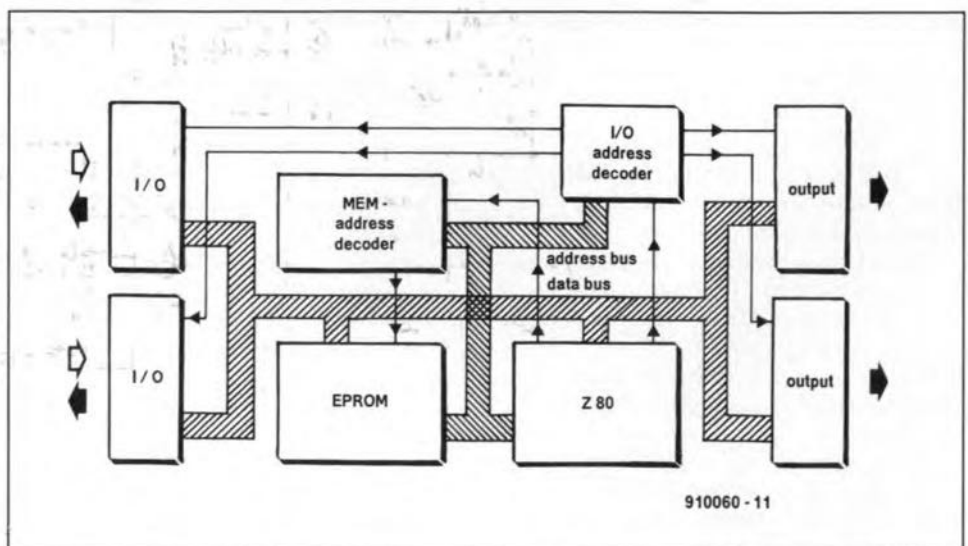 I/O
address
decoder
I/O
MEM -
address
decoder
output
address bus
data bus
I/O
EPROM
Z 80
output
910060 - 11